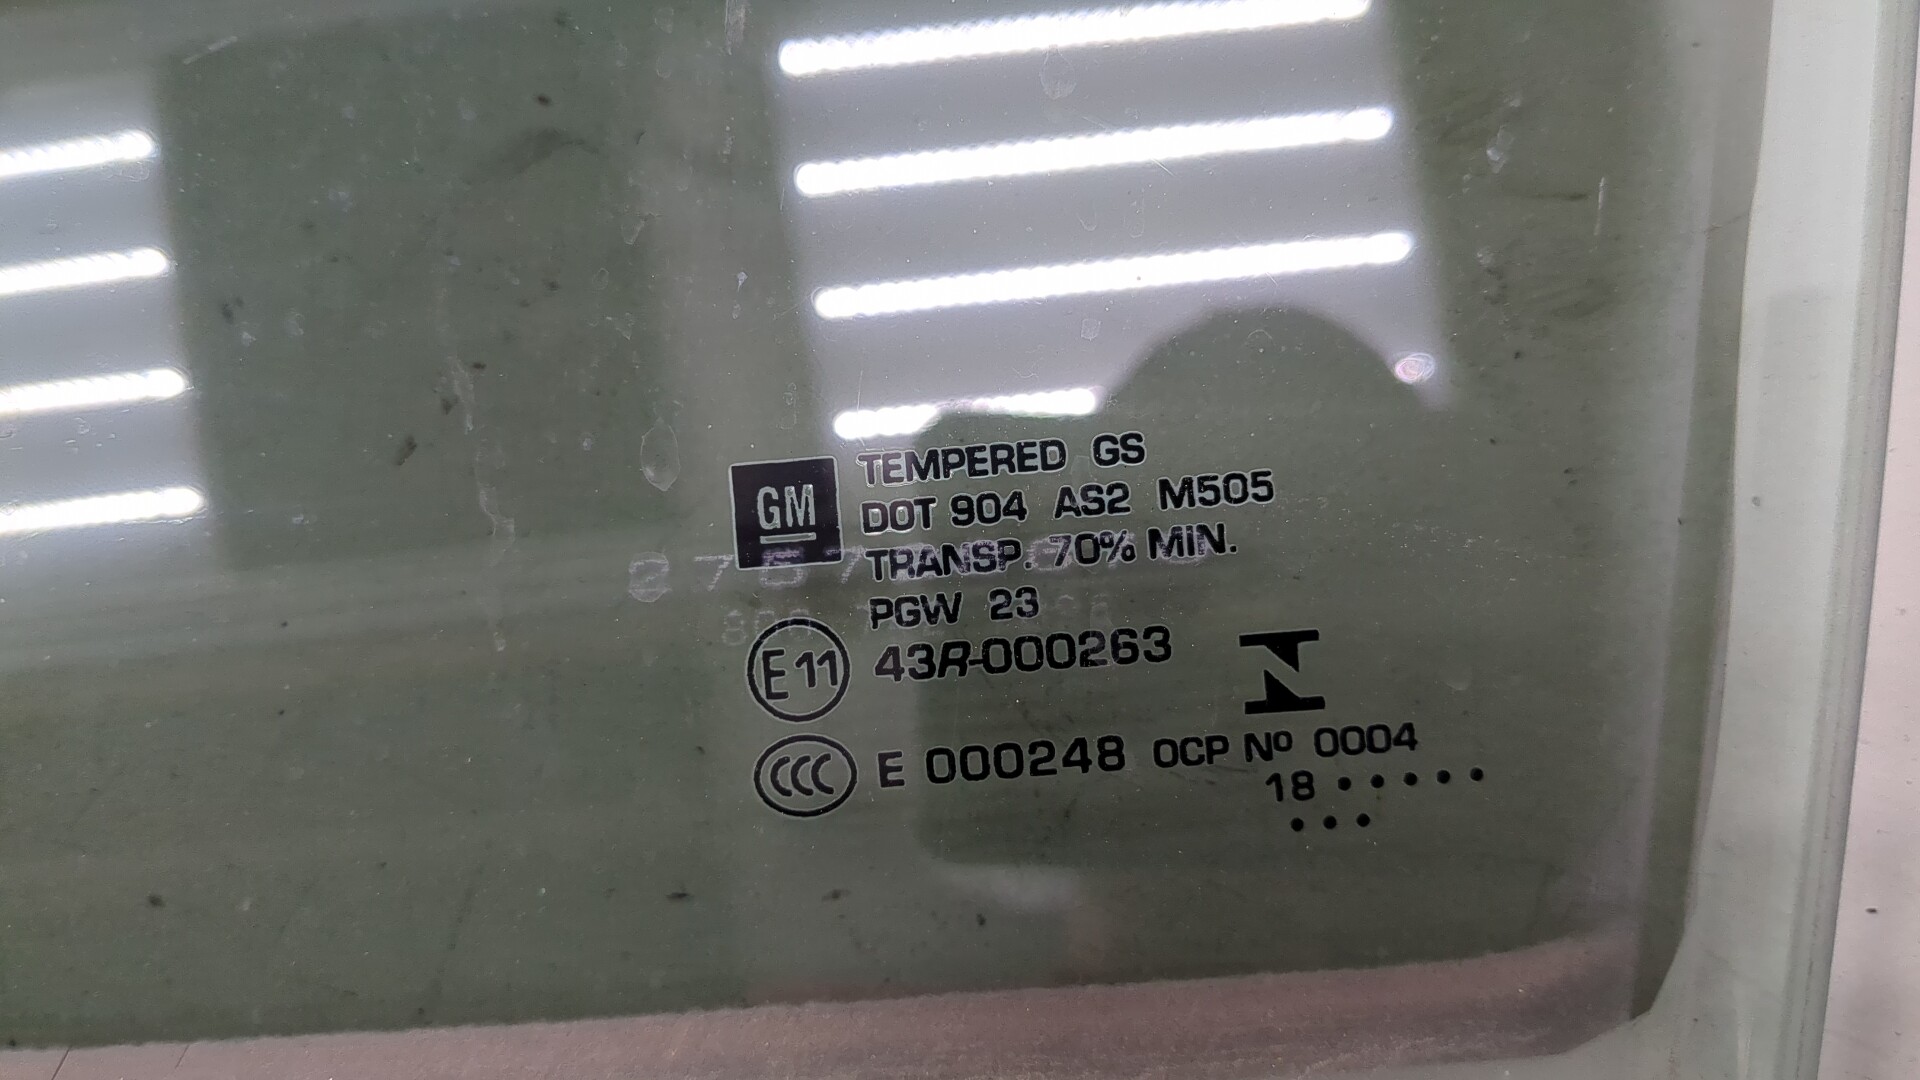 GM
TEMPERED GS
DOT 904 AS2 M505
TRANSP. 70% MIN.
PGW 23
E11 43R-000263
CCC E 000248 OCP Nº 0004
18 • • • • •
• • •